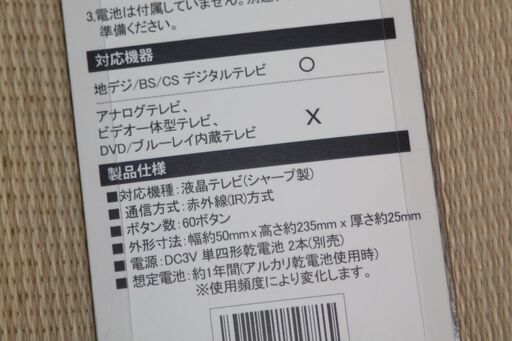 3.電池は付属していません。別途
準備ください。
対応機器
地デジ/BS/CS デジタルテレビ ○
アナログテレビ、
ビデオ一体型テレビ、 X
DVD/ブルーレイ内蔵テレビ
製品仕様
■対応機種：液晶テレビ(シャープ製)
■通信方式：赤外線(IR)方式
■ボタン数：60ボタン
■外形寸法：幅約50mm x 高さ約235mm x 厚さ約25mm
■電源：DC3V 単四形乾電池 2本(別売)
■想定電池：約1年間(アルカリ乾電池使用時)
※使用頻度により変化します。